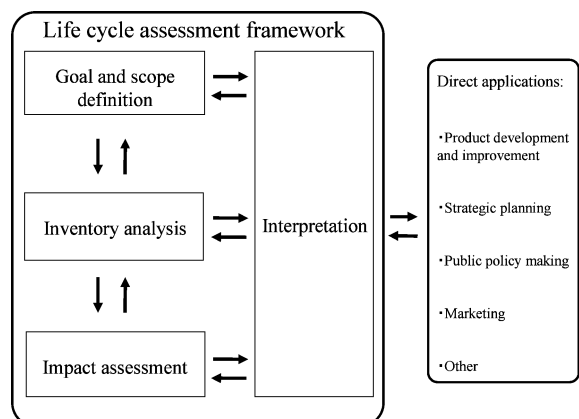 Life cycle assessment framework
Goal and scope
definition
Inventory analysis
Impact assessment
Interpretation
Direct applications:
・Product development
and improvement
・Strategic planning
・Public policy making
・Marketing
・Other